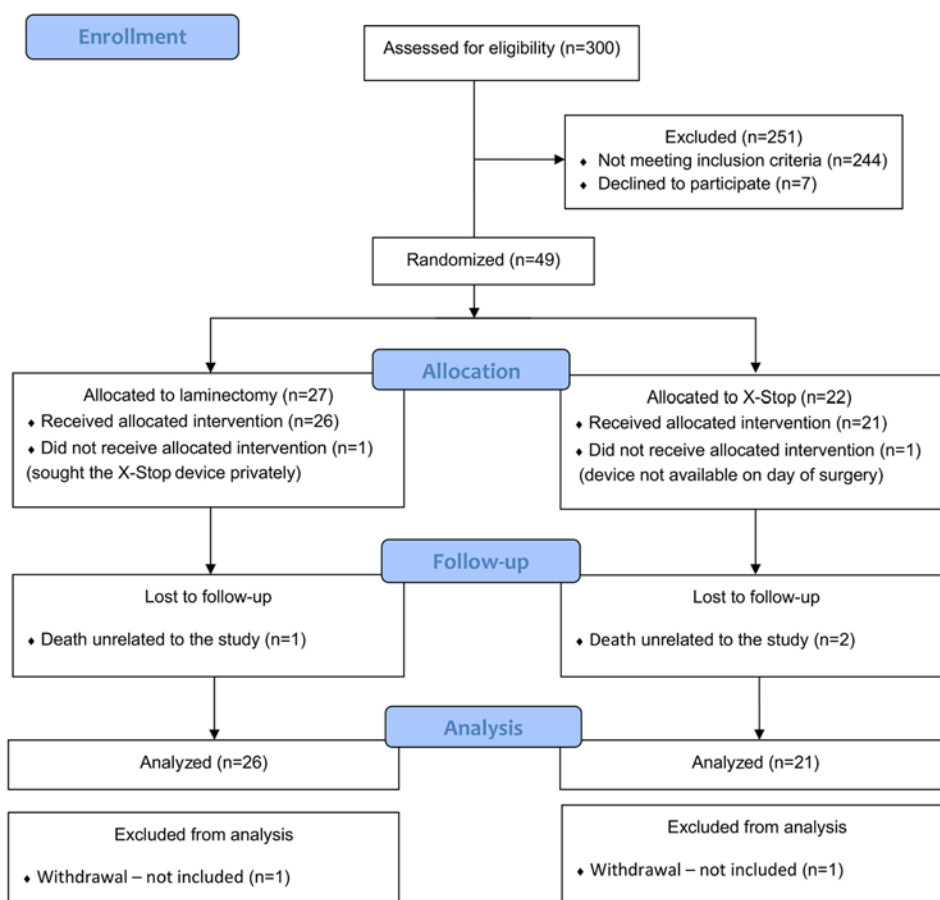 Enrollment
Assessed for eligibility (n=300)
Excluded (n=251)
♦ Not meeting inclusion criteria (n=244)
♦ Declined to participate (n=7)
Randomized (n=49)
Allocation
Allocated to laminectomy (n=27)
♦ Received allocated intervention (n=26)
♦ Did not receive allocated intervention (n=1)
(sought the X-Stop device privately)
Allocated to X-Stop (n=22)
♦ Received allocated intervention (n=21)
♦ Did not receive allocated intervention (n=1)
(device not available on day of surgery)
Follow-up
Lost to follow-up
♦ Death unrelated to the study (n=1)
Lost to follow-up
♦ Death unrelated to the study (n=2)
Analysis
Analyzed (n=26)
Analyzed (n=21)
Excluded from analysis
♦ Withdrawal – not included (n=1)
Excluded from analysis
♦ Withdrawal – not included (n=1)